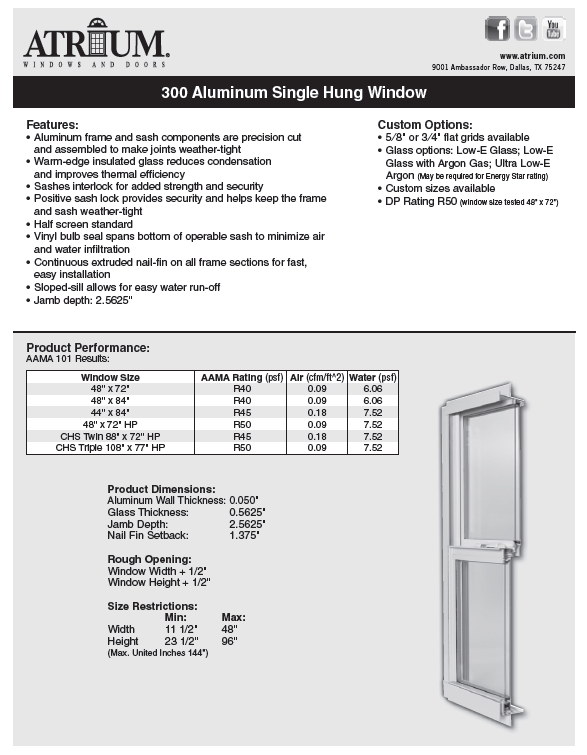 ATRIUM.
WINDOWS AND DOORS
f
t
You
Tube
www.atrium.com
9001 Ambassador Row, Dallas, TX 75247
300 Aluminum Single Hung Window
Features:
• Aluminum frame and sash components are precision cut
and assembled to make joints weather-tight
• Warm-edge insulated glass reduces condensation
and improves thermal efficiency
• Sashes interlock for added strength and security
• Positive sash lock provides security and helps keep the frame
and sash weather-tight
• Half screen standard
• Vinyl bulb seal spans bottom of operable sash to minimize air
and water infiltration
• Continuous extruded nail-fin on all frame sections for fast,
easy installation
• Sloped-sill allows for easy water run-off
• Jamb depth: 2.5625"
Custom Options:
• 5/8" or 3/4" flat grids available
• Glass options: Low-E Glass; Low-E
Glass with Argon Gas; Ultra Low-E
Argon (May be required for Energy Star rating)
• Custom sizes available
• DP Rating R50 (window size tested 48" x 72")
Product Performance:
AAMA 101 Results:
Window Size AAMA Rating (psf) Air (cfm/ft^2) Water (psf)
48" x 72" R40 0.09 6.06
48" x 84" R40 0.09 6.06
44" x 84" R45 0.18 7.52
48" x 72" HP R50 0.09 7.52
CHS Twin 88" x 72" HP R45 0.18 7.52
CHS Triple 108" x 77" HP R50 0.09 7.52
Product Dimensions:
Aluminum Wall Thickness: 0.050"
Glass Thickness: 0.5625"
Jamb Depth: 2.5625"
Nail Fin Setback: 1.375"
Rough Opening:
Window Width + 1/2"
Window Height + 1/2"
Size Restrictions:
Min: Max:
Width 11 1/2" 48"
Height 23 1/2" 96"
(Max. United Inches 144")